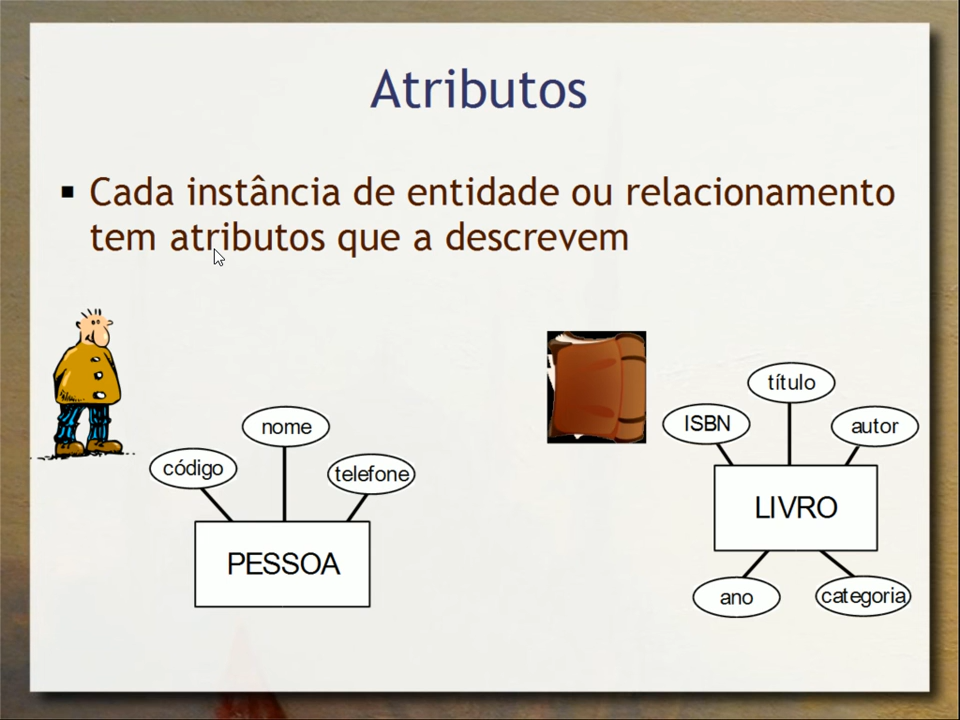 Atributos
Cada instância de entidade ou relacionamento
tem atributos que a descrevem
nome
código
telefone
PESSOA
título
ISBN
autor
LIVRO
ano
categoria